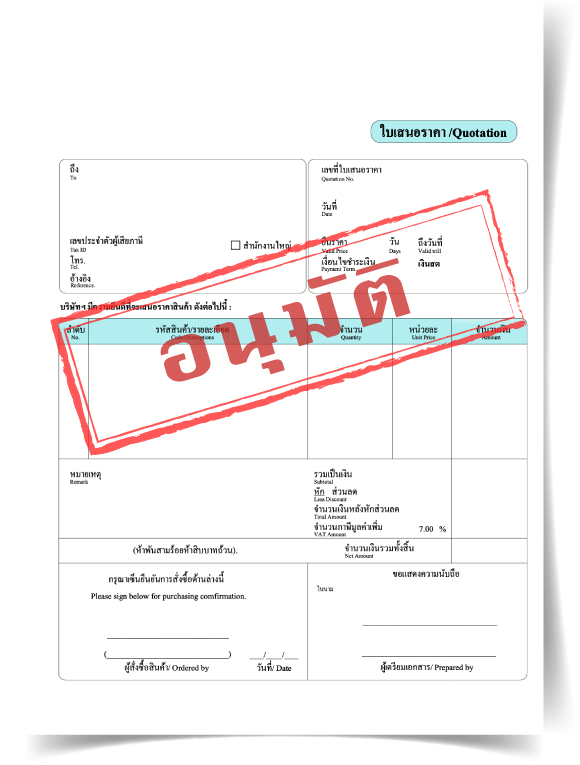 ใบเสนอราคา /Quotation
ถึง
To
เลขประจำตัวผู้เสียภาษี
Tax ID
สำนักงานใหญ่
โทร.
Tel.
อ้างอิง
Reference.
เลขที่ใบเสนอราคา
Quotation No.
วันที่
Date
ยืนราคา วัน ถึงวันที่
Valid Price Days Valid till
เงื่อนไขชำระเงิน เงินสด
Payment Term
บริษัทฯ มีความยินดีที่จะเสนอราคาสินค้า ดังต่อไปนี้ :
ลำดับ รหัสสินค้า/รายละเอียด จำนวน หน่วยละ จำนวนเงิน
No. Code/Descriptions Quantity Unit Price Amount
อนุมัติ
หมายเหตุ
Remark
รวมเป็นเงิน
Subtotal
หัก ส่วนลด
Less Discount
จำนวนเงินหลังหักส่วนลด
Total Amount
จำนวนภาษีมูลค่าเพิ่ม 7.00 %
VAT Amount
(ห้าพันสามร้อยห้าสิบบาทถ้วน). จำนวนเงินรวมทั้งสิ้น
Net Amount
กรุณาเซ็นยืนยันการสั่งซื้อด้านล่างนี้
Please sign below for purchasing comfirmation.
(____________________) ___/___/___
ผู้สั่งซื้อสินค้า/ Ordered by วันที่/ Date
ขอแสดงความนับถือ
ในนาม
ผู้เตรียมเอกสาร/ Prepared by